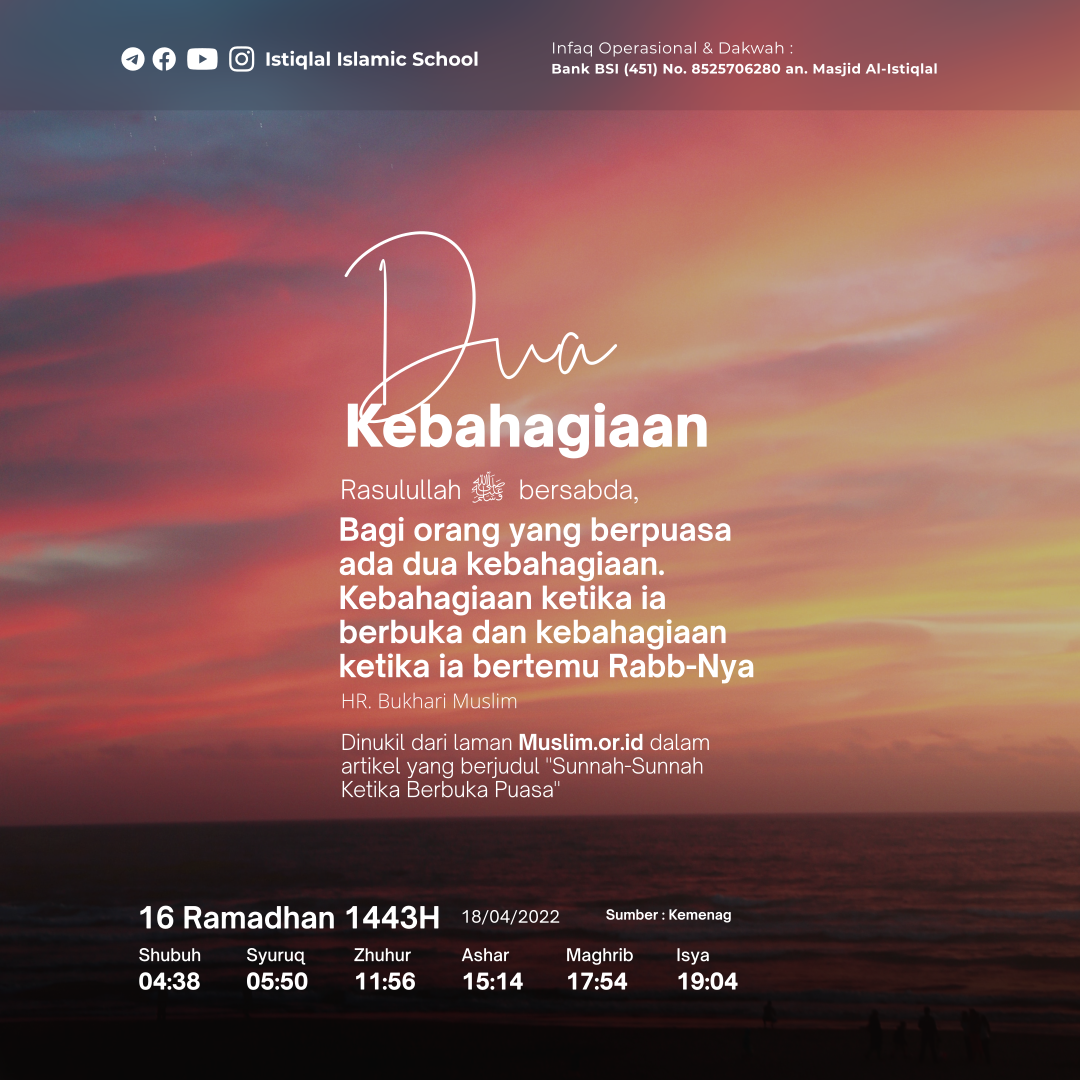 Istiqlal Islamic School
Infaq Operasional & Dakwah :
Bank BSI (451) No. 8525706280 an. Masjid Al-Istiqlal
Dua
Kebahagiaan
Rasulullah ﷺ bersabda,
Bagi orang yang berpuasa
ada dua kebahagiaan.
Kebahagiaan ketika ia
berbuka dan kebahagiaan
ketika ia bertemu Rabb-Nya
HR. Bukhari Muslim
Dinukil dari laman Muslim.or.id dalam
artikel yang berjudul "Sunnah-Sunnah
Ketika Berbuka Puasa"
16 Ramadhan 1443H 18/04/2022 Sumber : Kemenag
Shubuh Syuruq Zhuhur Ashar Maghrib Isya
04:38 05:50 11:56 15:14 17:54 19:04